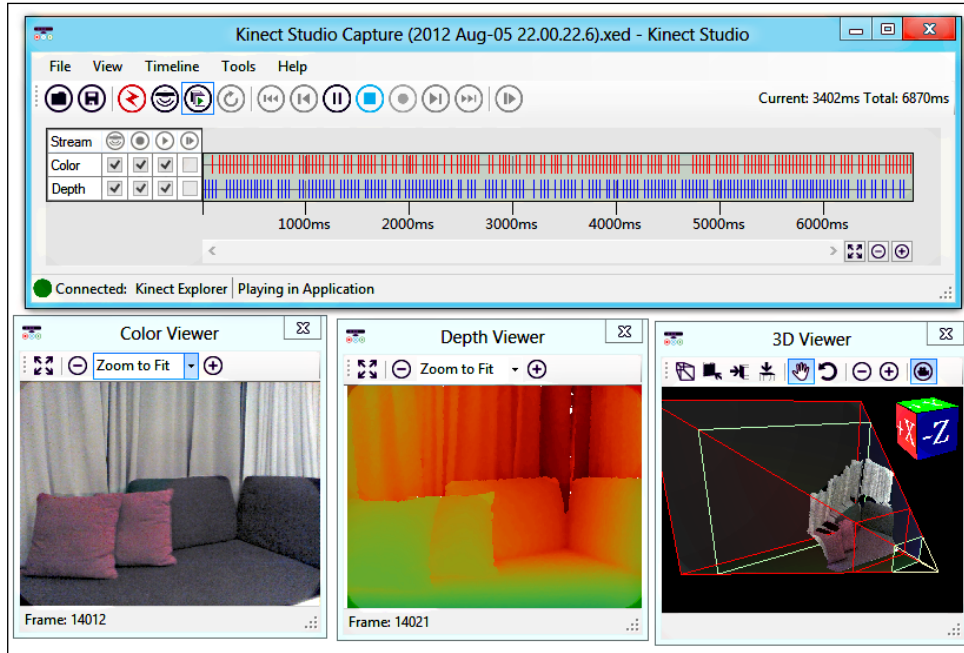 Kinect Studio Capture (2012 Aug-05 22.00.22.6).xed - Kinect Studio
File View Timeline Tools Help
Current: 3402ms Total: 6870ms
Stream
Color
Depth
1000ms 2000ms 3000ms 4000ms 5000ms 6000ms
Connected: Kinect Explorer Playing in Application
Color Viewer
Zoom to Fit
Frame: 14012
Depth Viewer
Zoom to Fit
Frame: 14021
3D Viewer
+X -Z